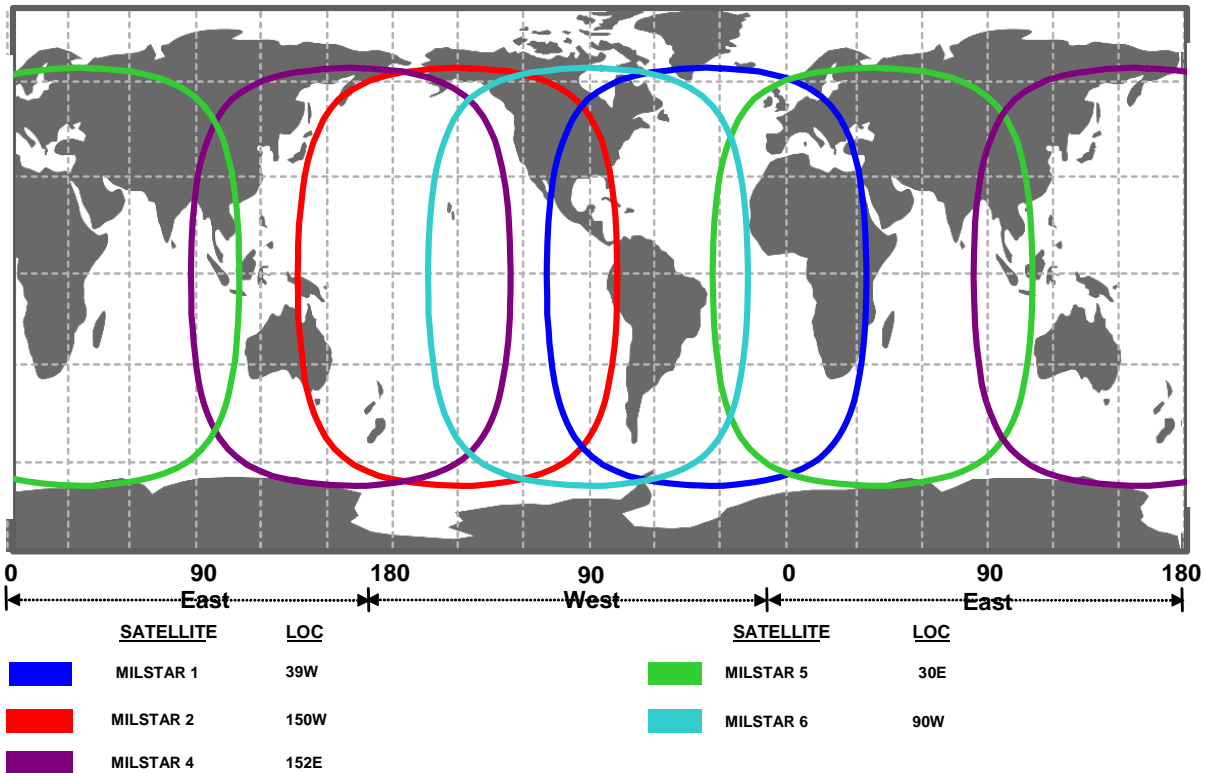 0 90 180 90 0 90 180
East West East
SATELLITE LOC SATELLITE LOC
MILSTAR 1 39W MILSTAR 5 30E
MILSTAR 2 150W MILSTAR 6 90W
MILSTAR 4 152E